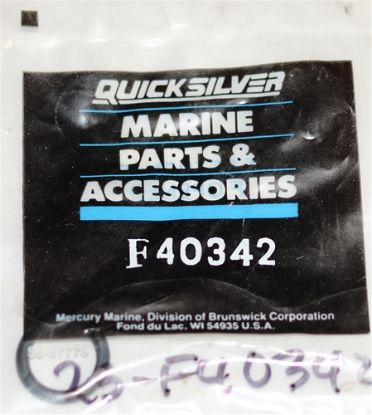 QUICKSILVER
MARINE
PARTS &
ACCESSORIES
F40342
Mercury Marine, Division of Brunswick Corporation
Fond du Lac, WI 54935 U.S.A.
25-F40342